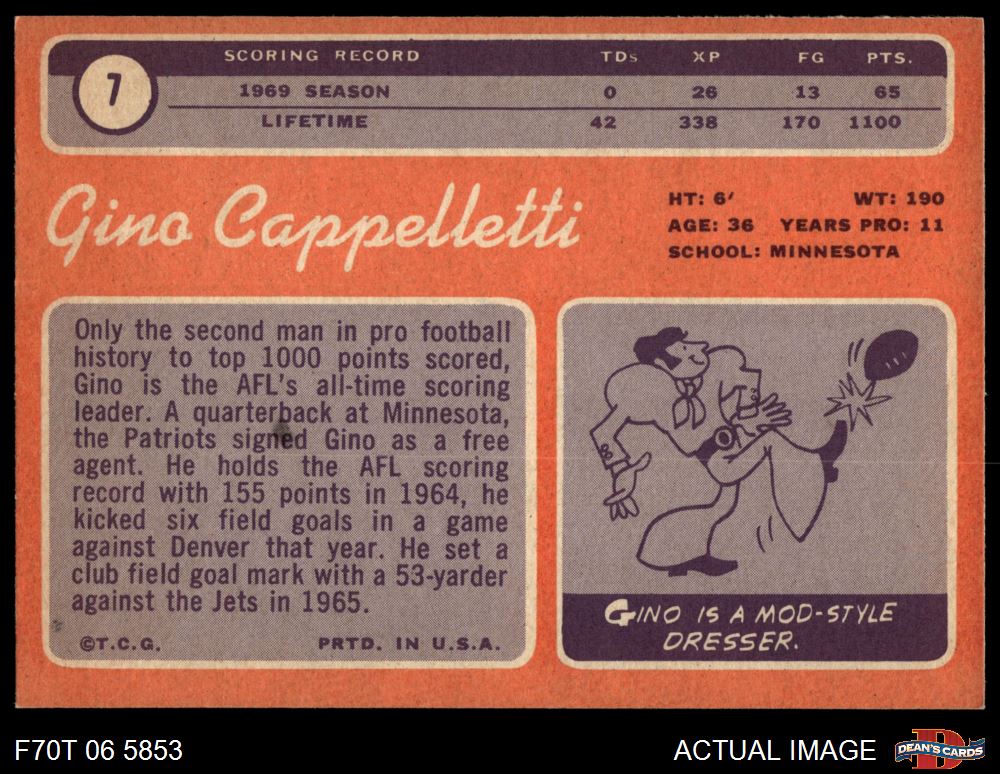 7
SCORING RECORD TDs XP FG PTS.
1969 SEASON 0 26 13 65
LIFETIME 42 338 170 1100
Gino Cappelletti
HT: 6' WT: 190
AGE: 36 YEARS PRO: 11
SCHOOL: MINNESOTA
Only the second man in pro football
history to top 1000 points scored,
Gino is the AFL's all-time scoring
leader. A quarterback at Minnesota,
the Patriots signed Gino as a free
agent. He holds the AFL scoring
record with 155 points in 1964, he
kicked six field goals in a game
against Denver that year. He set a
club field goal mark with a 53-yarder
against the Jets in 1965.
©T.C.G. PRTD. IN U.S.A.
GINO IS A MOD-STYLE
DRESSER.
F70T 06 5853
ACTUAL IMAGE
DEAN'S CARDS